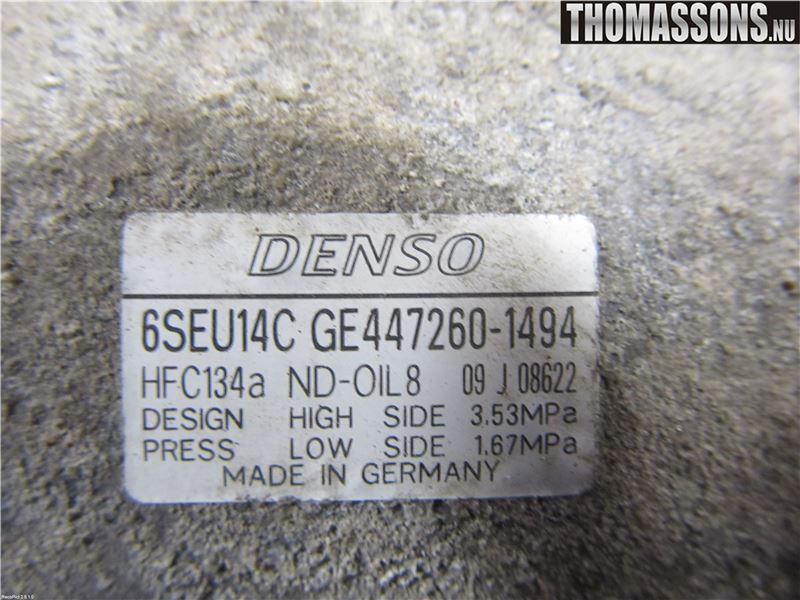 THOMASSONS.NU
DENSO
6SEU14C GE447260-1494
HFC134a ND-OIL8 09 J 08622
DESIGN HIGH SIDE 3.53MPa
PRESS LOW SIDE 1.67MPa
MADE IN GERMANY